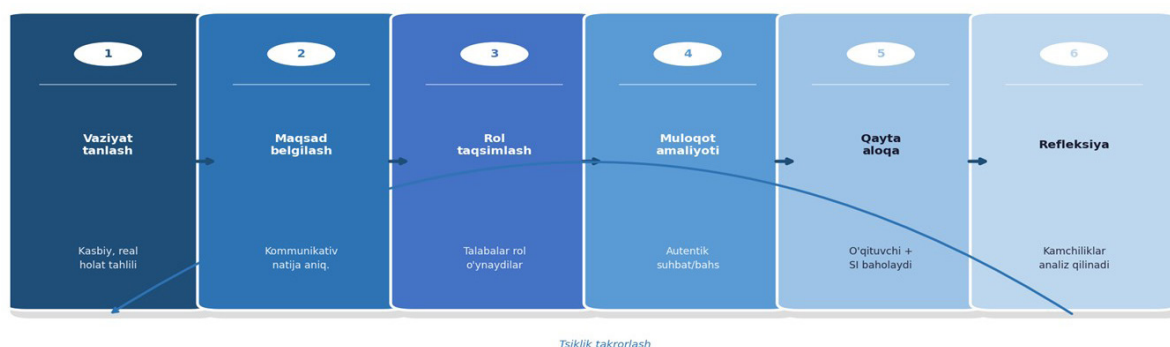 1
Vaziyat
tanlash
Kasbiy, real
holat tahlili
2
Maqsad
belgilash
Kommunikativ
natija aniq.
3
Rol
taqsimlash
Talabalar rol
o'ynaydilar
4
Muloqot
amaliyoti
Autentik
suhbat/bahs
5
Qayta
aloqa
O'qituvchi +
SI baholaydi
6
Refleksiya
Kamchiliklar
analiz qilinadi
Tsiklik takrorlash